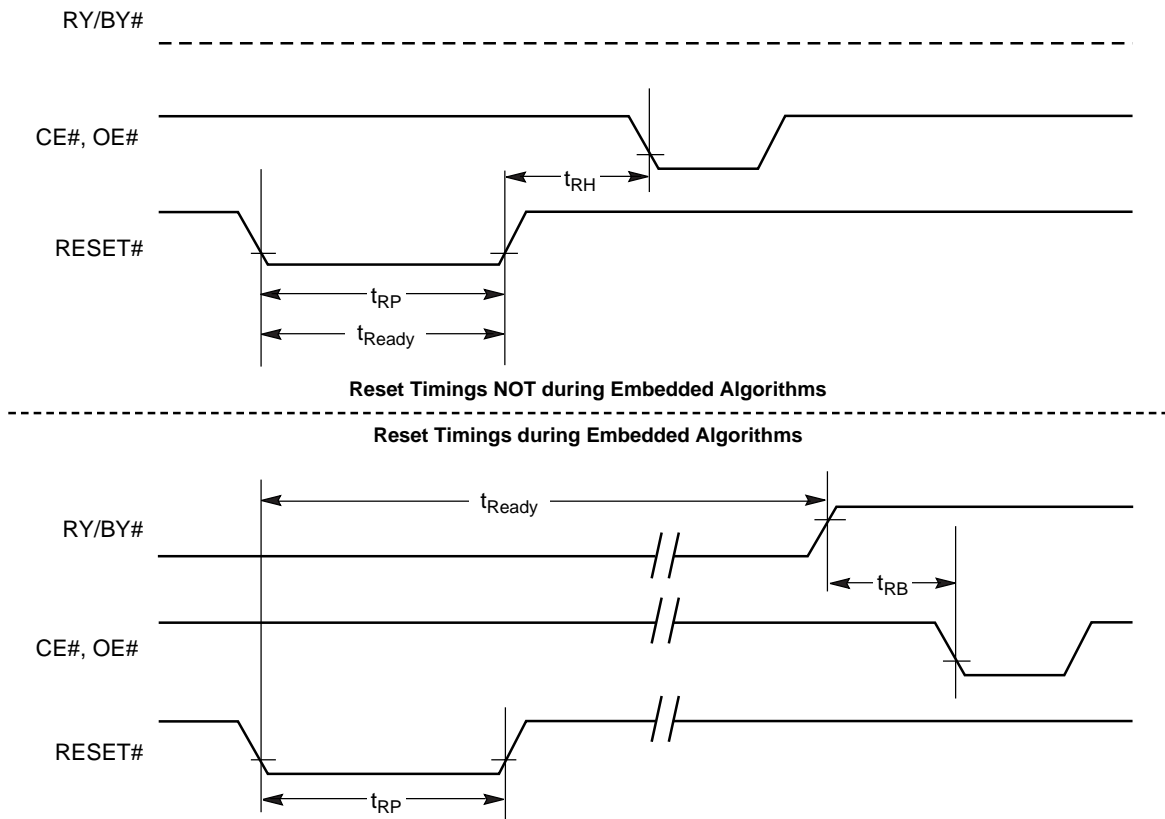 RY/BY#
CE#, OE#
tRH
RESET#
tRP
tReady
Reset Timings NOT during Embedded Algorithms
Reset Timings during Embedded Algorithms
tReady
RY/BY#
tRB
CE#, OE#
RESET#
tRP